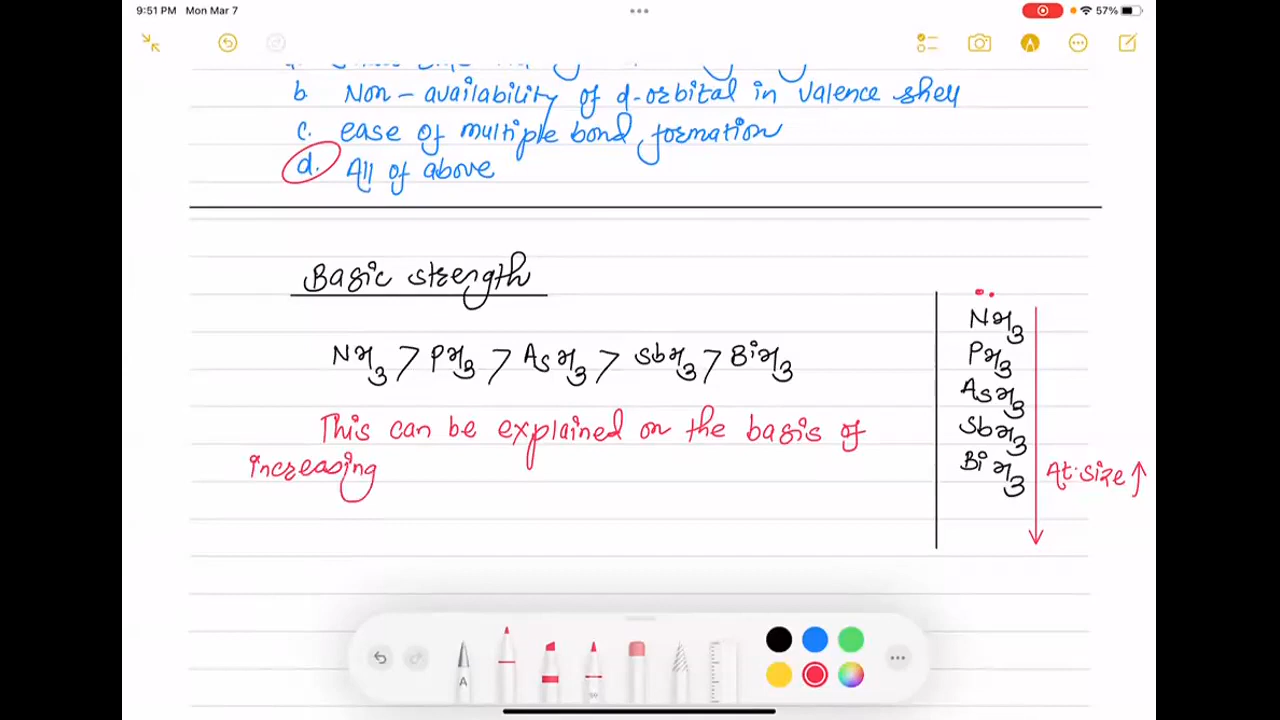 9:51 PM Mon Mar 7
57%
b. Non-availability of d-orbital in valence shell
c. ease of multiple bond formation
d. All of above
Basic strength
NH3 > PH3 > AsH3 > SbH3 > BiH3
This can be explained on the basis of
increasing
NH3
PH3
AsH3
SbH3
BiH3
At. size ↑
A
50